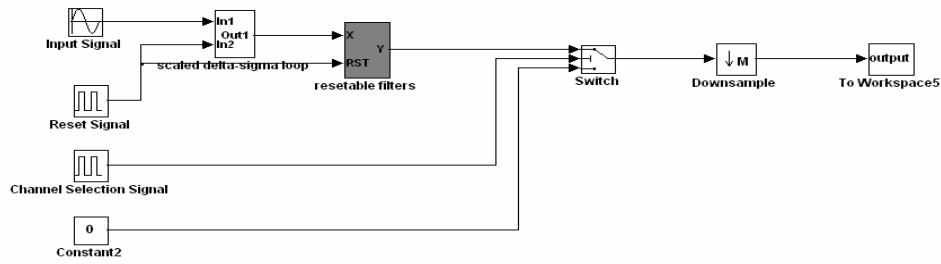 Input Signal
In1
In2
Out1
scaled delta-sigma loop
X
Y
RST
resetable filters
Switch
↓ M
Downsample
output
To Workspace5
Reset Signal
Channel Selection Signal
0
Constant2